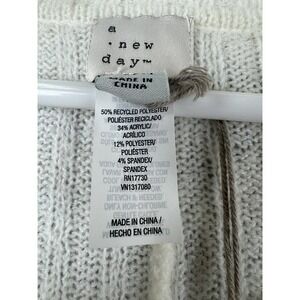 a
· new
day™
MADE IN
CHINA
50% RECYCLED POLYESTER/
POLIÉSTER RECICLADO
34% ACRYLIC/
ACRÍLICO
12% POLYESTER/
POLIÉSTER
4% SPANDEX/
SPANDEX
RN17730
VN1317080
MADE IN CHINA /
HECHO EN CHINA